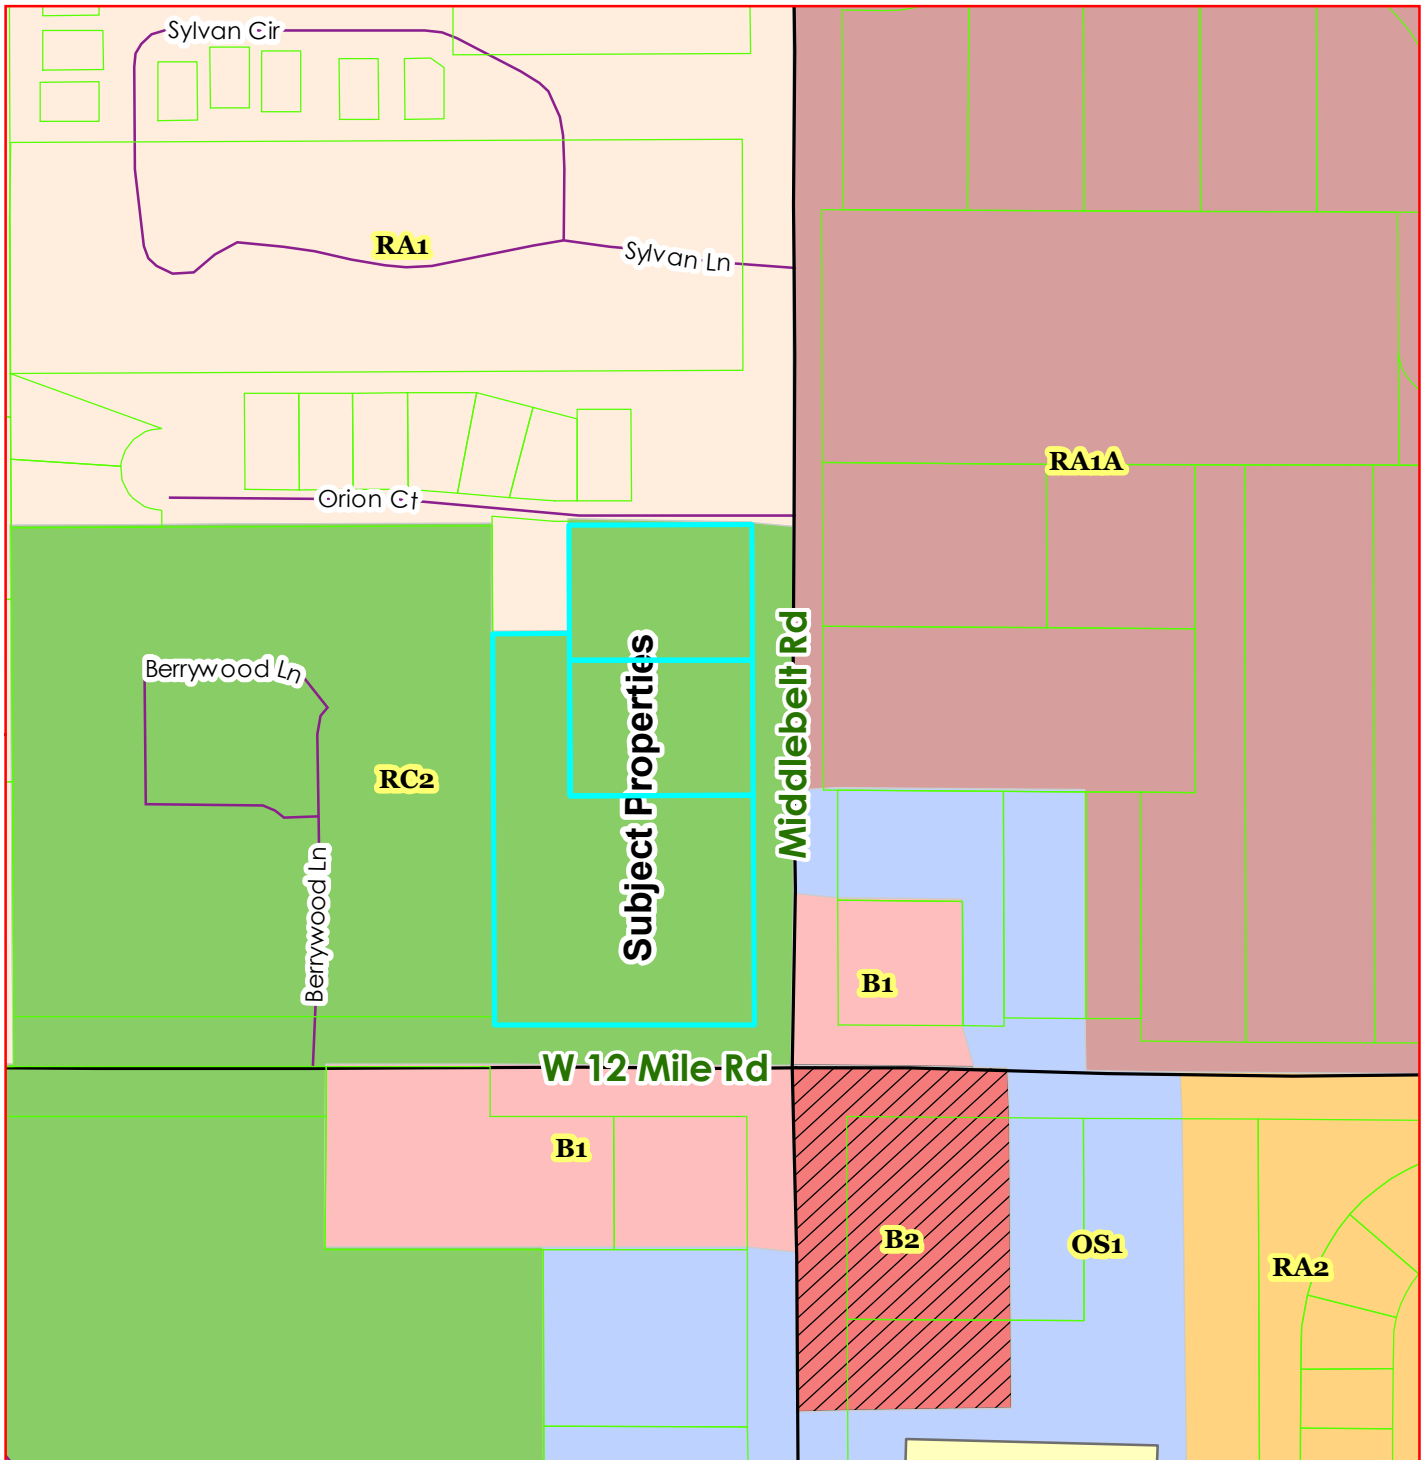 Sylvan Cir
RA1
Sylvan Ln
RA1A
Orion Ct
Berrywood Ln
RC2
Subject Properties
Middlebelt Rd
Berrywood Ln
B1
W 12 Mile Rd
B1
B2
OS1
RA2